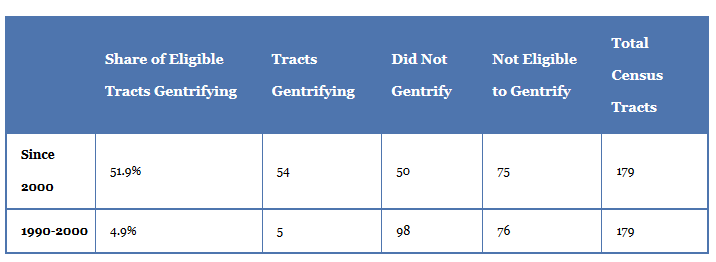 Share of Eligible
Tracts Gentrifying
Tracts
Gentrifying
Did Not
Gentrify
Not Eligible
to Gentrify
Total
Census
Tracts
Since
2000
51.9%
54
50
75
179
1990-2000
4.9%
5
98
76
179